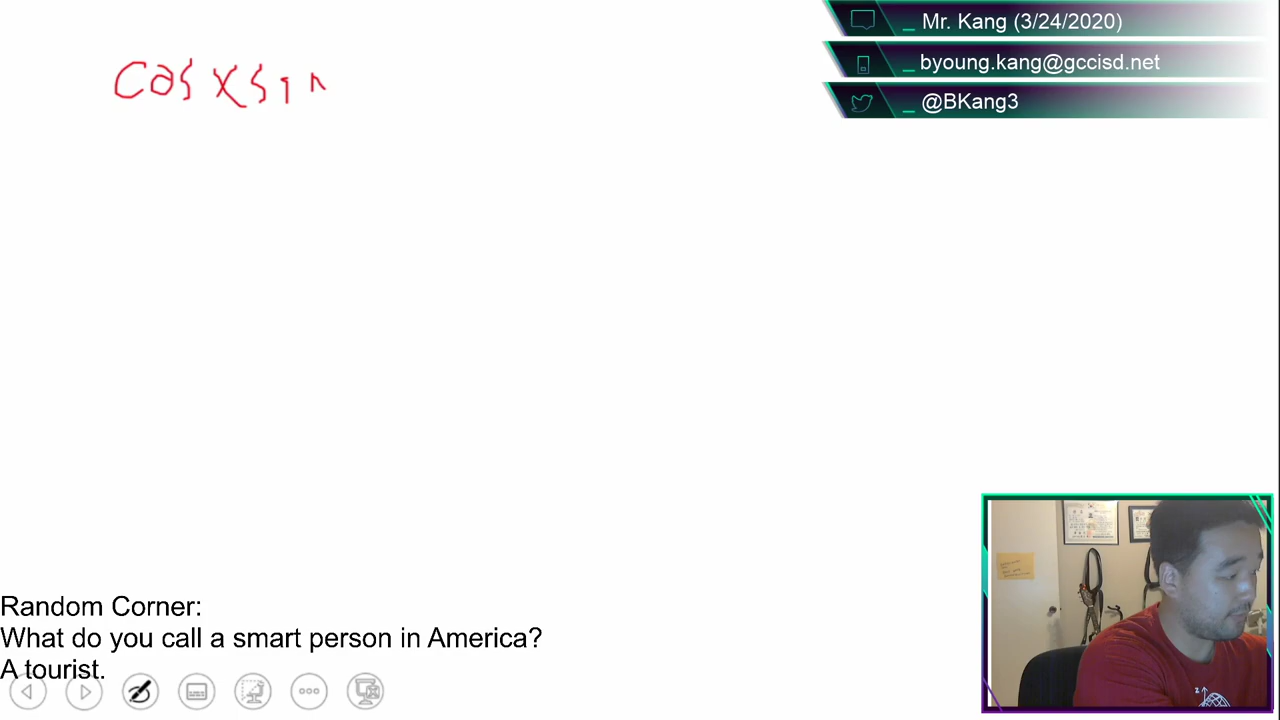 cos x sin
_ Mr. Kang (3/24/2020)
_ byoung.kang@gccisd.net
_ @BKang3
Random Corner:
What do you call a smart person in America?
A tourist.
z